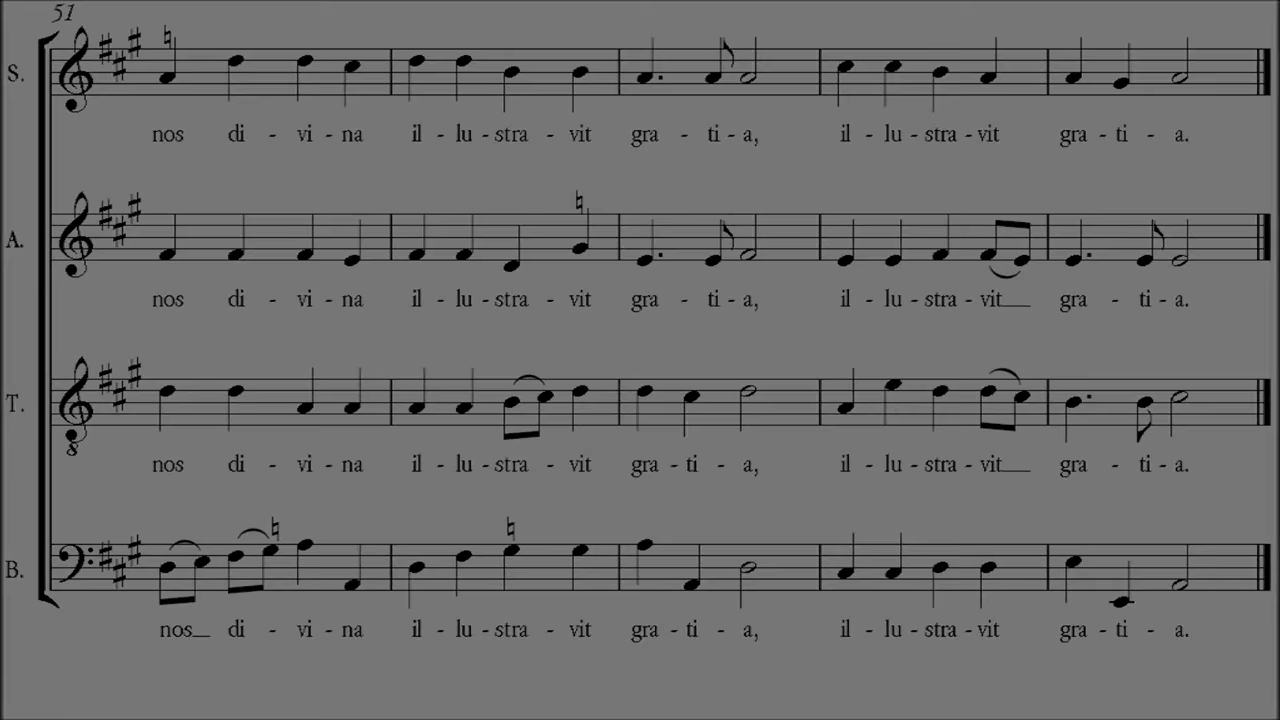 51
S.
nos di - vi - na il - lu - stra - vit gra - ti - a, il - lu - stra - vit gra - ti - a.
A.
nos di - vi - na il - lu - stra - vit gra - ti - a, il - lu - stra - vit gra - ti - a.
T.
nos di - vi - na il - lu - stra - vit gra - ti - a, il - lu - stra - vit gra - ti - a.
8
B.
nos di - vi - na il - lu - stra - vit gra - ti - a, il - lu - stra - vit gra - ti - a.